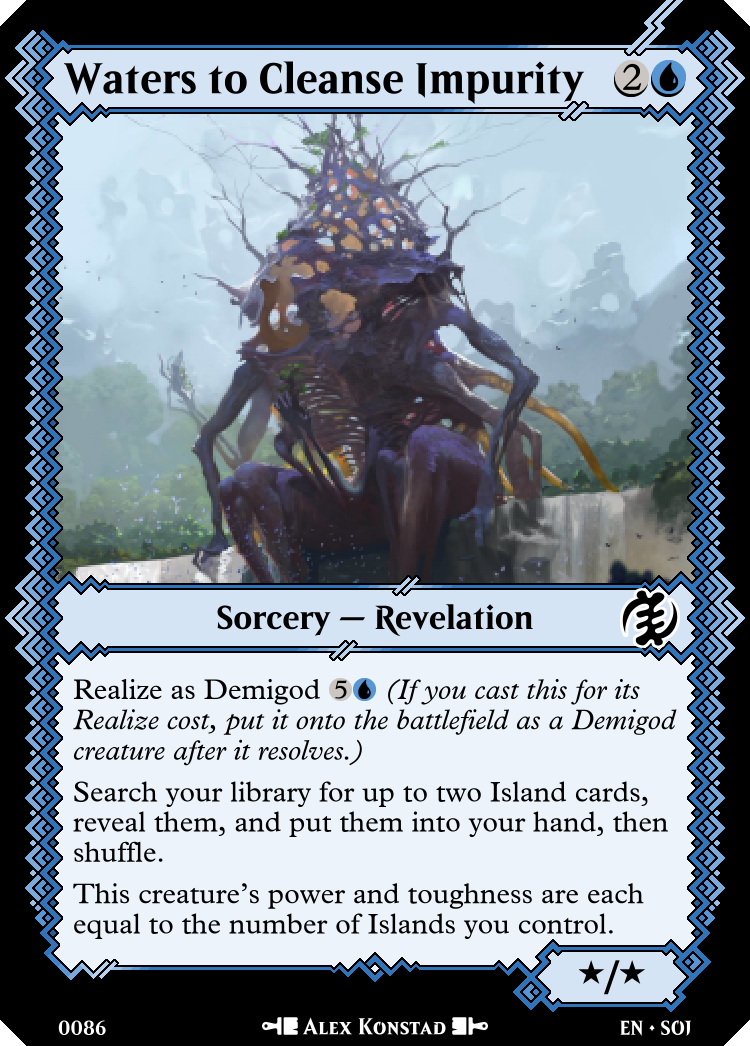 Waters to Cleanse Impurity 2
Sorcery — Revelation
Realize as Demigod 5 (If you cast this for its
Realize cost, put it onto the battlefield as a Demigod
creature after it resolves.)
Search your library for up to two Island cards,
reveal them, and put them into your hand, then
shuffle.
This creature’s power and toughness are each
equal to the number of Islands you control.
★/★
0086 Alex Konstad EN • SOI